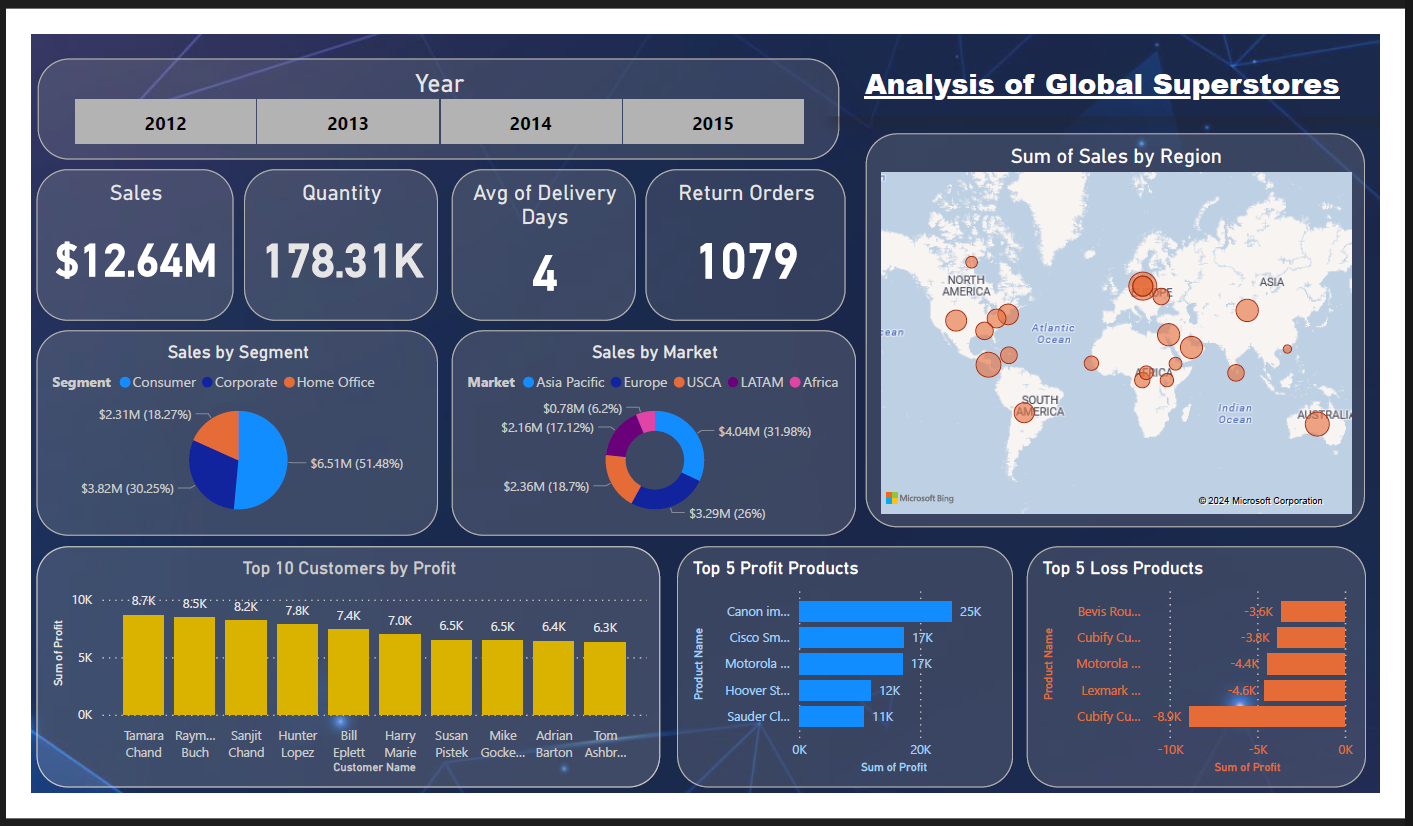 Year
2012 2013 2014 2015
Analysis of Global Superstores
Sales
$12.64M
Quantity
178.31K
Avg of Delivery
Days
4
Return Orders
1079
Sum of Sales by Region
NORTH
AMERICA
ASIA
Atlantic
Ocean
cean
OPE
AFRICA
SOUTH
AMERICA
Indian
Ocean
AUSTRALIA
Microsoft Bing
© 2024 Microsoft Corporation
Sales by Segment
Segment Consumer Corporate Home Office
$2.31M (18.27%)
$6.51M (51.48%)
$3.82M (30.25%)
Sales by Market
Market Asia Pacific Europe USCA LATAM Africa
$0.78M (6.2%)
$2.16M (17.12%)
$4.04M (31.98%)
$2.36M (18.7%)
$3.29M (26%)
Top 10 Customers by Profit
Sum of Profit
10K
5K
0K
8.7K 8.5K 8.2K 7.8K 7.4K 7.0K 6.5K 6.5K 6.4K 6.3K
Tamara Raym... Sanjit Hunter Bill Harry Susan Mike Adrian Tom
Chand Buch Chand Lopez Eplett Marie Pistek Gocke... Barton Ashbr...
Customer Name
Top 5 Profit Products
Product Name
Canon im... 25K
Cisco Sm... 17K
Motorola ... 17K
Hoover St... 12K
Sauder Cl... 11K
0K 20K
Sum of Profit
Top 5 Loss Products
Product Name
Bevis Rou... -3.6K
Cubify Cu... -3.8K
Motorola ... -4.4K
Lexmark ... -4.6K
Cubify Cu... -8.9K
-10K -5K 0K
Sum of Profit